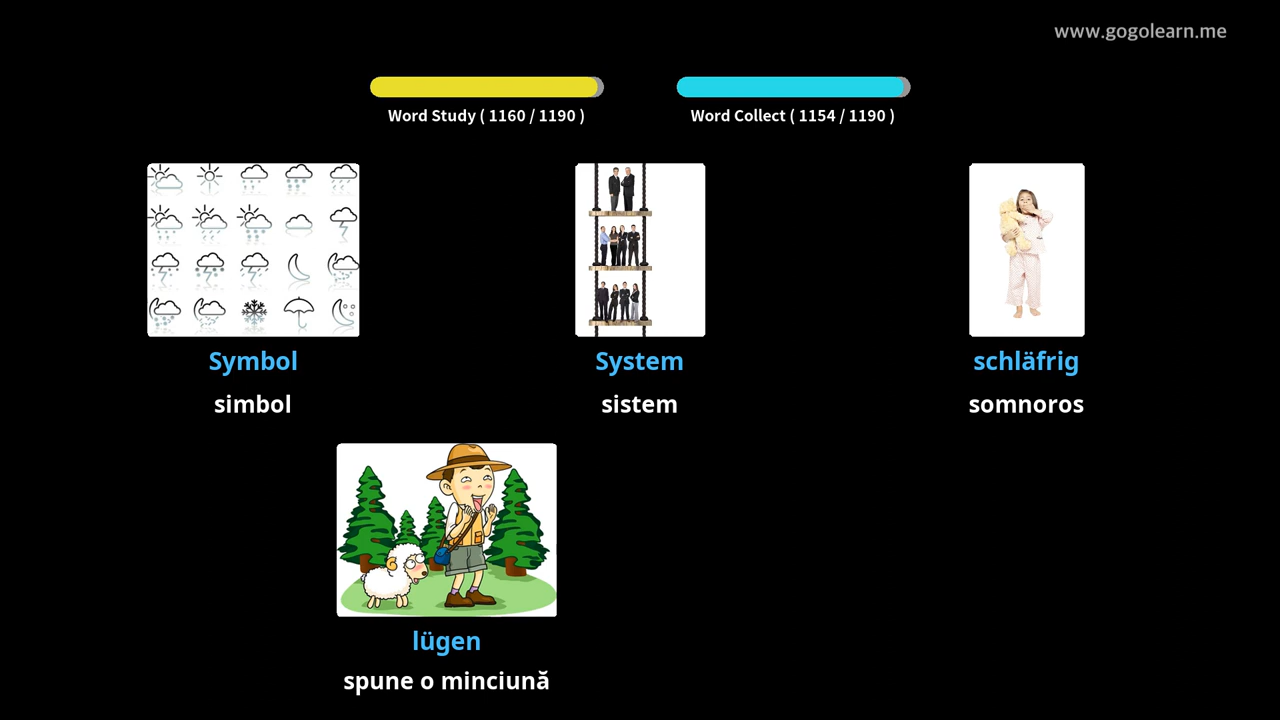 www.gogolearn.me
Word Study ( 1160 / 1190 )
Word Collect ( 1154 / 1190 )
Symbol
simbol
System
sistem
schläfrig
somnoros
lügen
spune o minciună